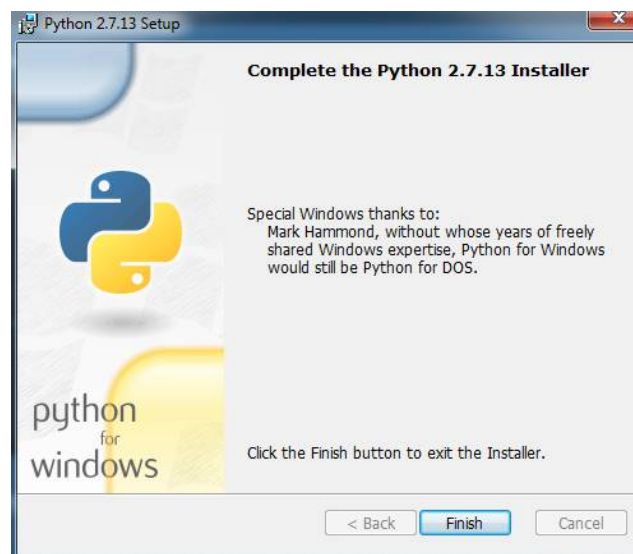 Python 2.7.13 Setup
Complete the Python 2.7.13 Installer
Special Windows thanks to:
Mark Hammond, without whose years of freely
shared Windows expertise, Python for Windows
would still be Python for DOS.
python
for
windows
Click the Finish button to exit the Installer.
< Back
Finish
Cancel